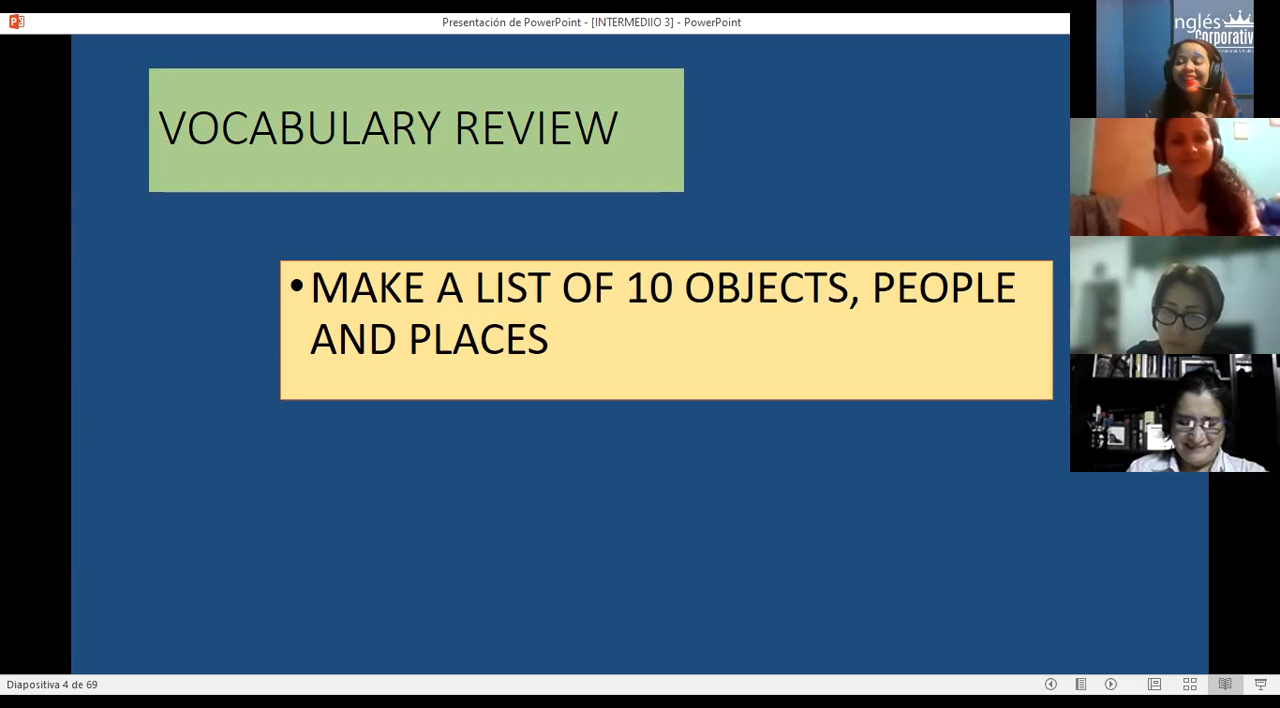 Presentación de PowerPoint - [INTERMEDIIO 3] - PowerPoint
nglés
Corporativ
VOCABULARY REVIEW
•MAKE A LIST OF 10 OBJECTS, PEOPLE
AND PLACES
Diapositiva 4 de 69